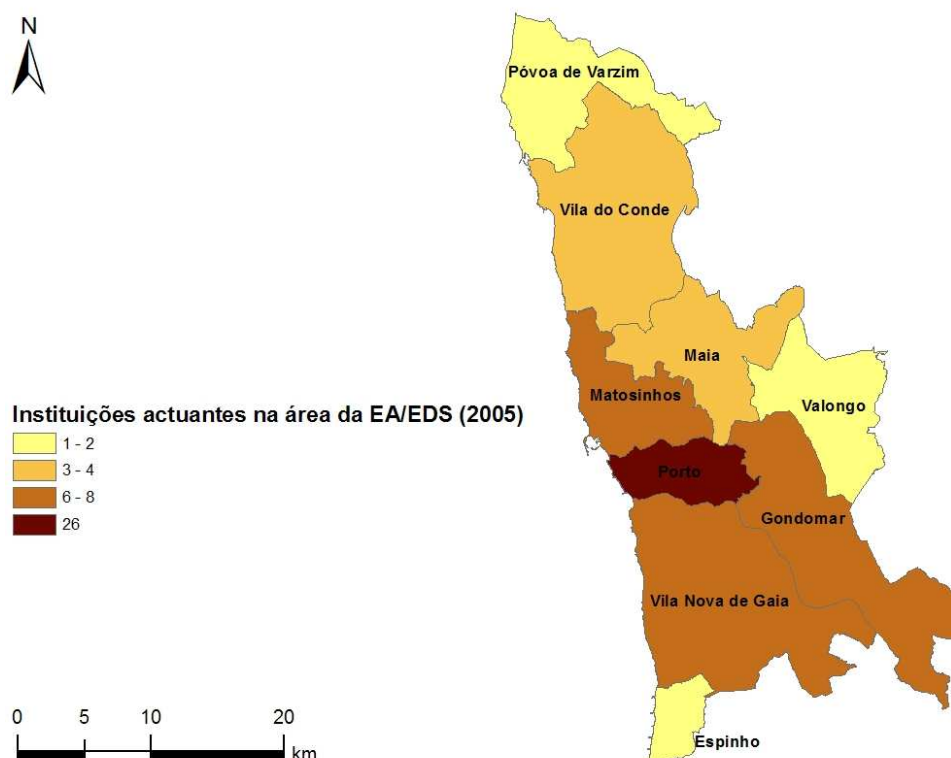 N
Póvoa de Varzim
Vila do Conde
Maia
Matosinhos
Valongo
Instituições actuantes na área da EA/EDS (2005)
1 - 2
3 - 4
6 - 8
26
Porto
Gondomar
Vila Nova de Gaia
Espinho
0 5 10 20
km